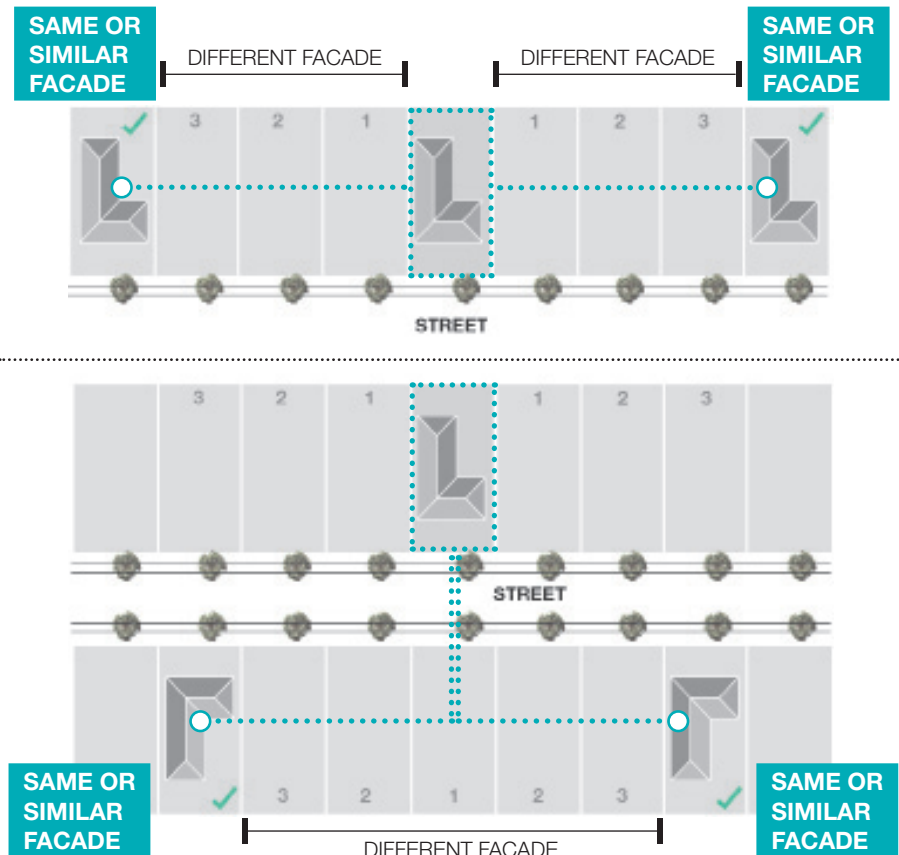 SAME OR
SIMILAR
FACADE
DIFFERENT FACADE
DIFFERENT FACADE
SAME OR
SIMILAR
FACADE
3 2 1 1 2 3
STREET
3 2 1 1 2 3
STREET
SAME OR
SIMILAR
FACADE
3 2 1 2 3
DIFFERENT FACADE
SAME OR
SIMILAR
FACADE